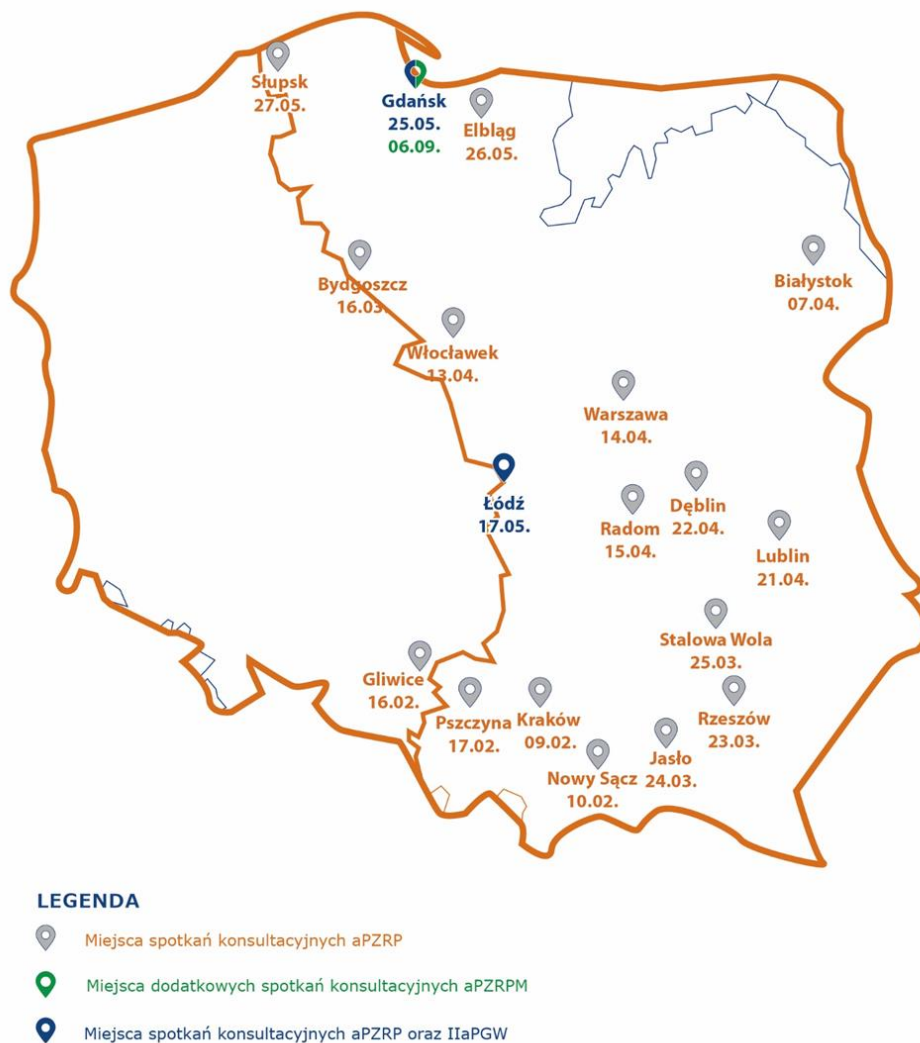 Słupsk
27.05.
Gdańsk
25.05.
06.09.
Elbląg
26.05.
Białystok
07.04.
Bydgoszcz
16.03.
Włocławek
13.04.
Warszawa
14.04.
Łódź
17.05.
Radom
15.04.
Dęblin
22.04.
Lublin
21.04.
Stalowa Wola
25.03.
Gliwice
16.02.
Pszczyna
17.02.
Kraków
09.02.
Rzeszów
23.03.
Nowy Sącz
10.02.
Jasło
24.03.
LEGENDA
Miejsca spotkań konsultacyjnych aPZRP
Miejsca dodatkowych spotkań konsultacyjnych aPZRPM
Miejsca spotkań konsultacyjnych aPZRP oraz IIaPGW